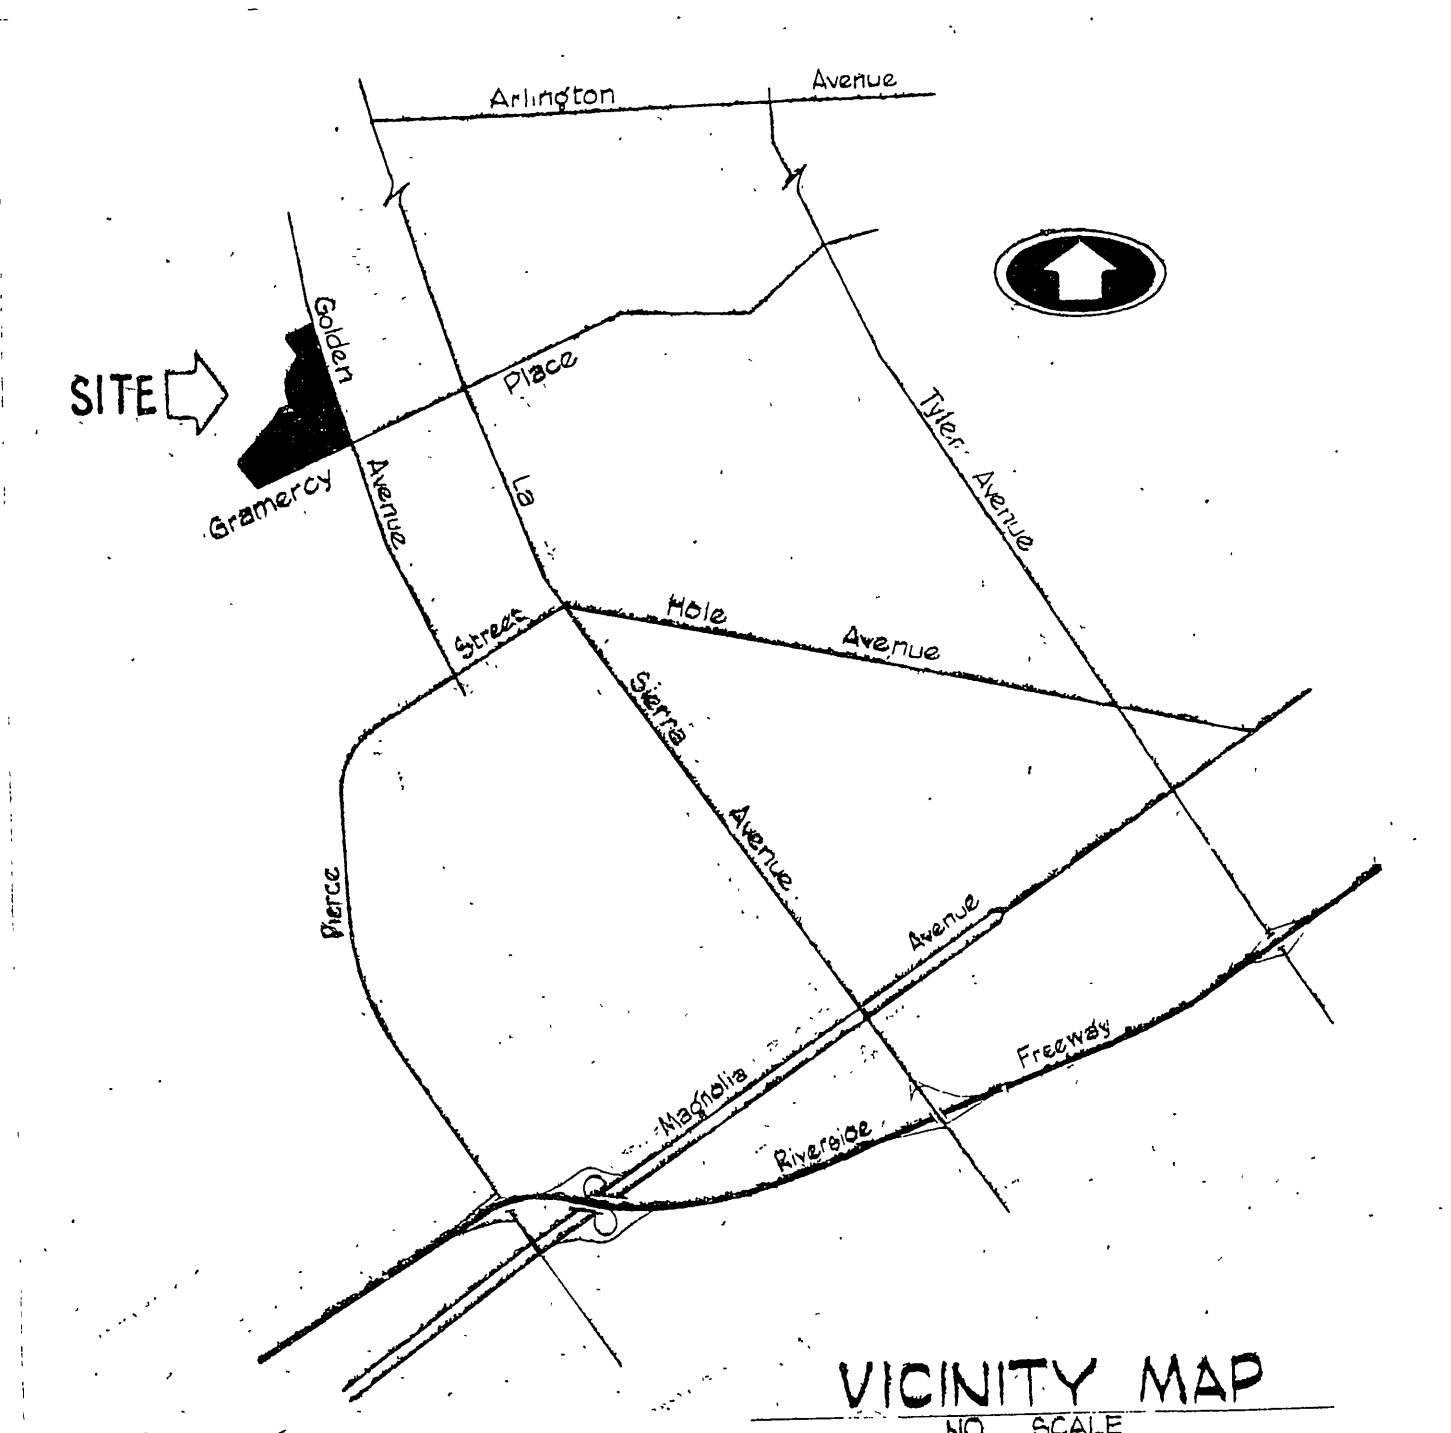 Arlington Avenue
Golden Avenue
SITE
Gramercy Place
La Sierra Avenue
Tyler Avenue
Pierce Street
Hole Avenue
Magnolia Avenue
Riverside Freeway
VICINITY MAP
NO SCALE